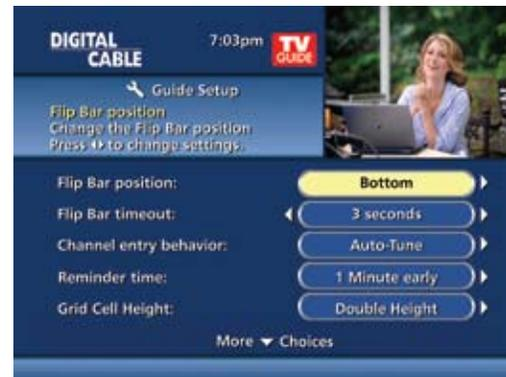 DIGITAL CABLE
7:03pm
TV GUIDE
Guide Setup
Flip Bar position
Change the Flip Bar position
Press to change settings.
Flip Bar position: Bottom
Flip Bar timeout: 3 seconds
Channel entry behavior: Auto-Tune
Reminder time: 1 Minute early
Grid Cell Height: Double Height
More Choices